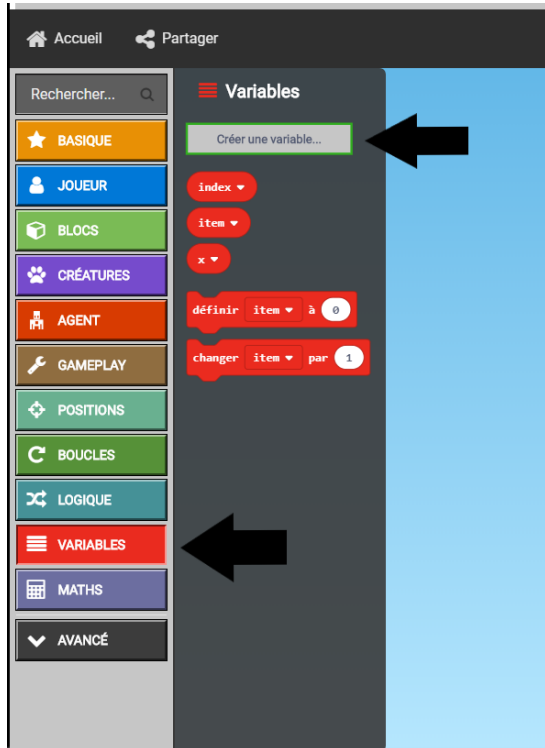 Accueil Partager
Rechercher...
BASIQUE
JOUEUR
BLOCS
CRÉATURES
AGENT
GAMEPLAY
POSITIONS
BOUCLES
LOGIQUE
VARIABLES
MATHS
AVANCÉ
Variables
Créer une variable...
index
item
x
définir item à 0
changer item par 1